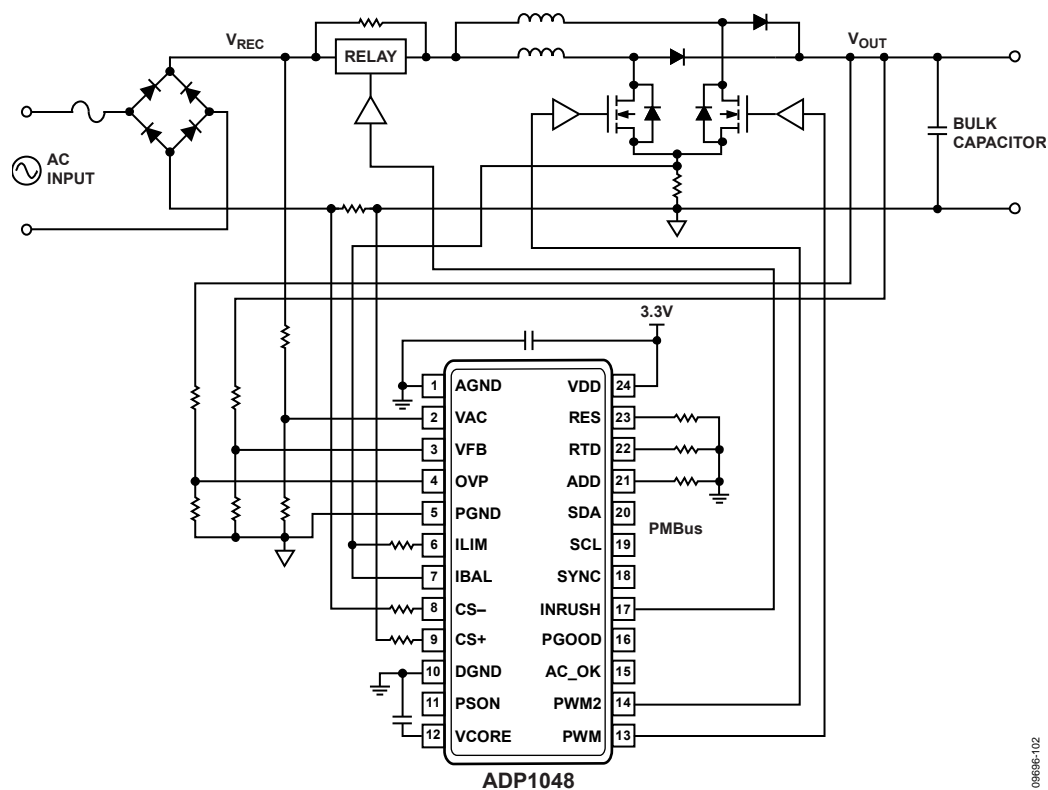 VREC
RELAY
VOUT
AC
INPUT
BULK
CAPACITOR
3.3V
1 AGND VDD 24
2 VAC RES 23
3 VFB RTD 22
4 OVP ADD 21
5 PGND SDA 20
PMBus
6 ILIM SCL 19
7 IBAL SYNC 18
8 CS– INRUSH 17
9 CS+ PGOOD 16
10 DGND AC_OK 15
11 PSON PWM2 14
12 VCORE PWM 13
ADP1048
09696-102